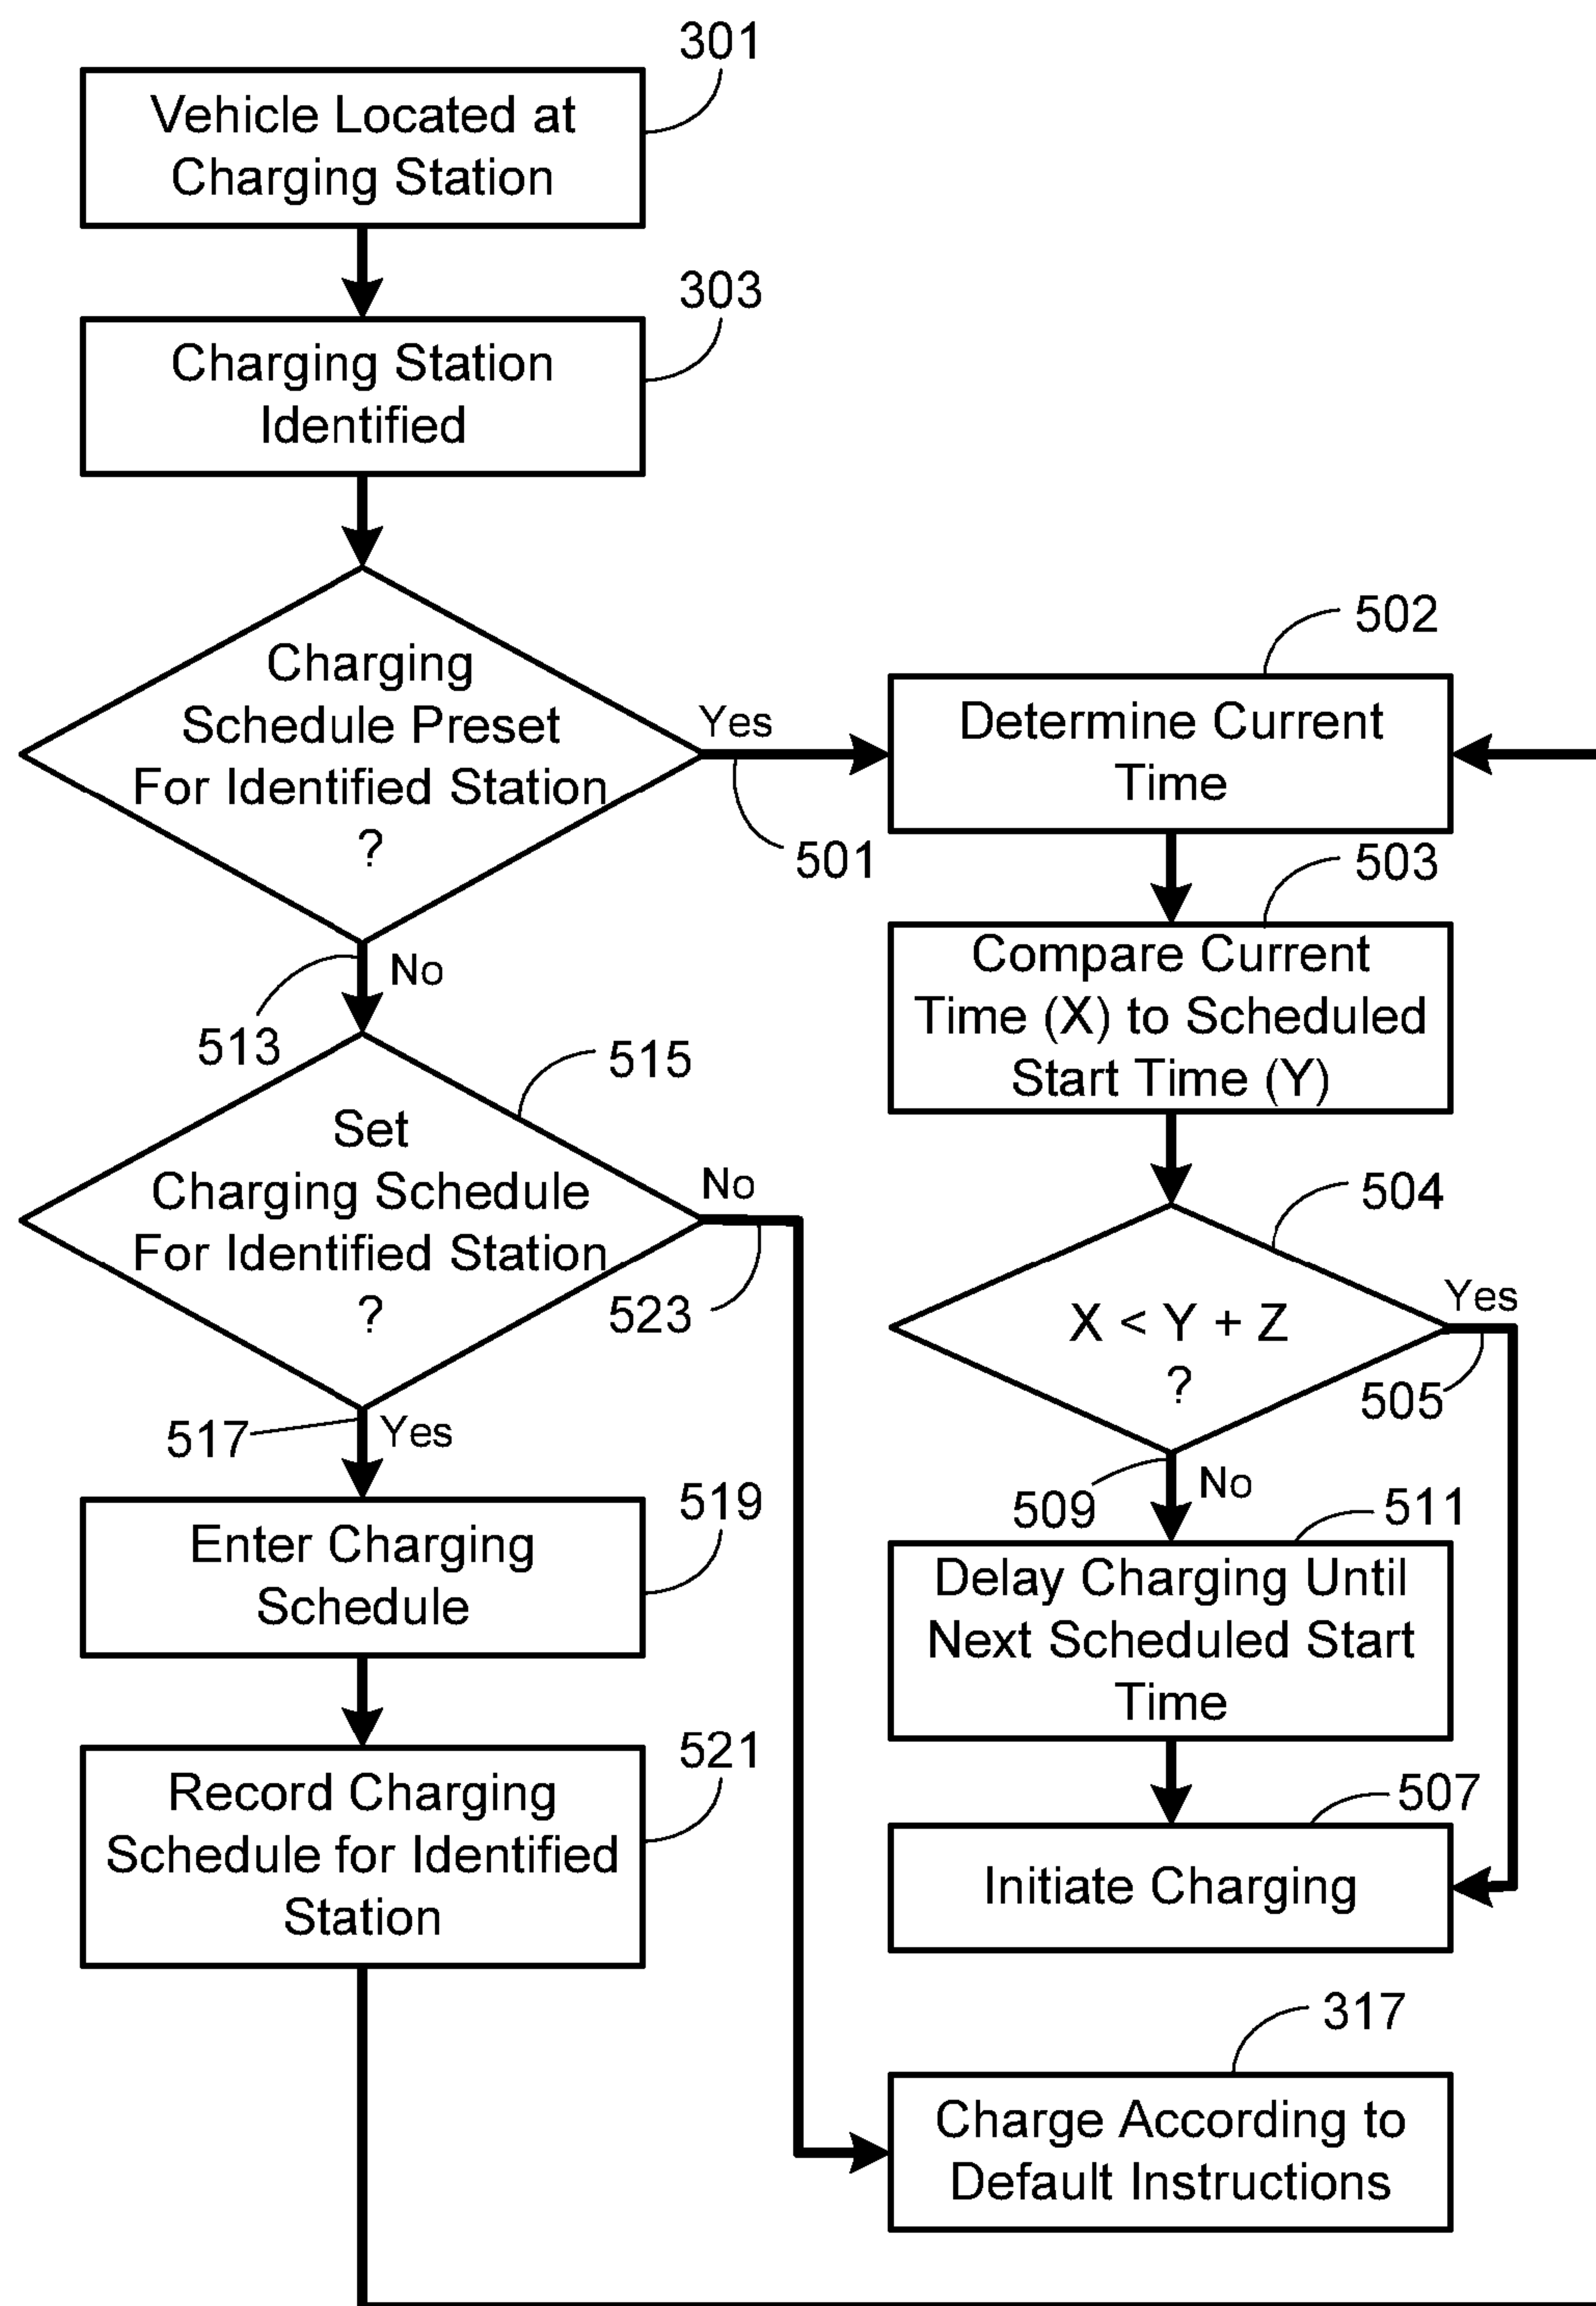 301
Vehicle Located at
Charging Station
303
Charging Station
Identified
Charging
Schedule Preset
For Identified Station
?
Yes
501
No
513
502
Determine Current
Time
503
Compare Current
Time (X) to Scheduled
Start Time (Y)
515
Set
Charging Schedule
For Identified Station
?
No
523
517
Yes
504
X < Y + Z
?
Yes
505
509
No
511
Delay Charging Until
Next Scheduled Start
Time
519
Enter Charging
Schedule
521
Record Charging
Schedule for Identified
Station
507
Initiate Charging
317
Charge According to
Default Instructions